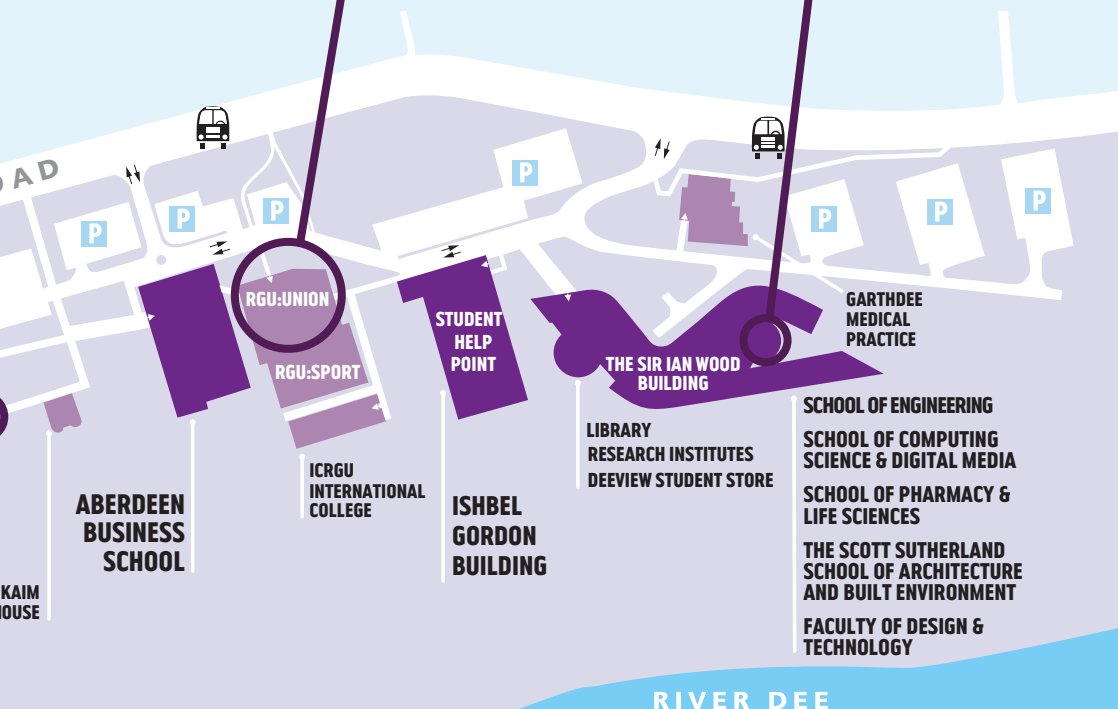 P
P
P
P
P
P
P
RGU:UNION
RGU:SPORT
STUDENT
HELP
POINT
THE SIR IAN WOOD
BUILDING
GARTHDEE
MEDICAL
PRACTICE
ABERDEEN
BUSINESS
SCHOOL
ICRGU
INTERNATIONAL
COLLEGE
ISHBEL
GORDON
BUILDING
LIBRARY
RESEARCH INSTITUTES
DEEVIEW STUDENT STORE
SCHOOL OF ENGINEERING
SCHOOL OF COMPUTING
SCIENCE & DIGITAL MEDIA
SCHOOL OF PHARMACY &
LIFE SCIENCES
THE SCOTT SUTHERLAND
SCHOOL OF ARCHITECTURE
AND BUILT ENVIRONMENT
FACULTY OF DESIGN &
TECHNOLOGY
KAIM
RIVER DEE